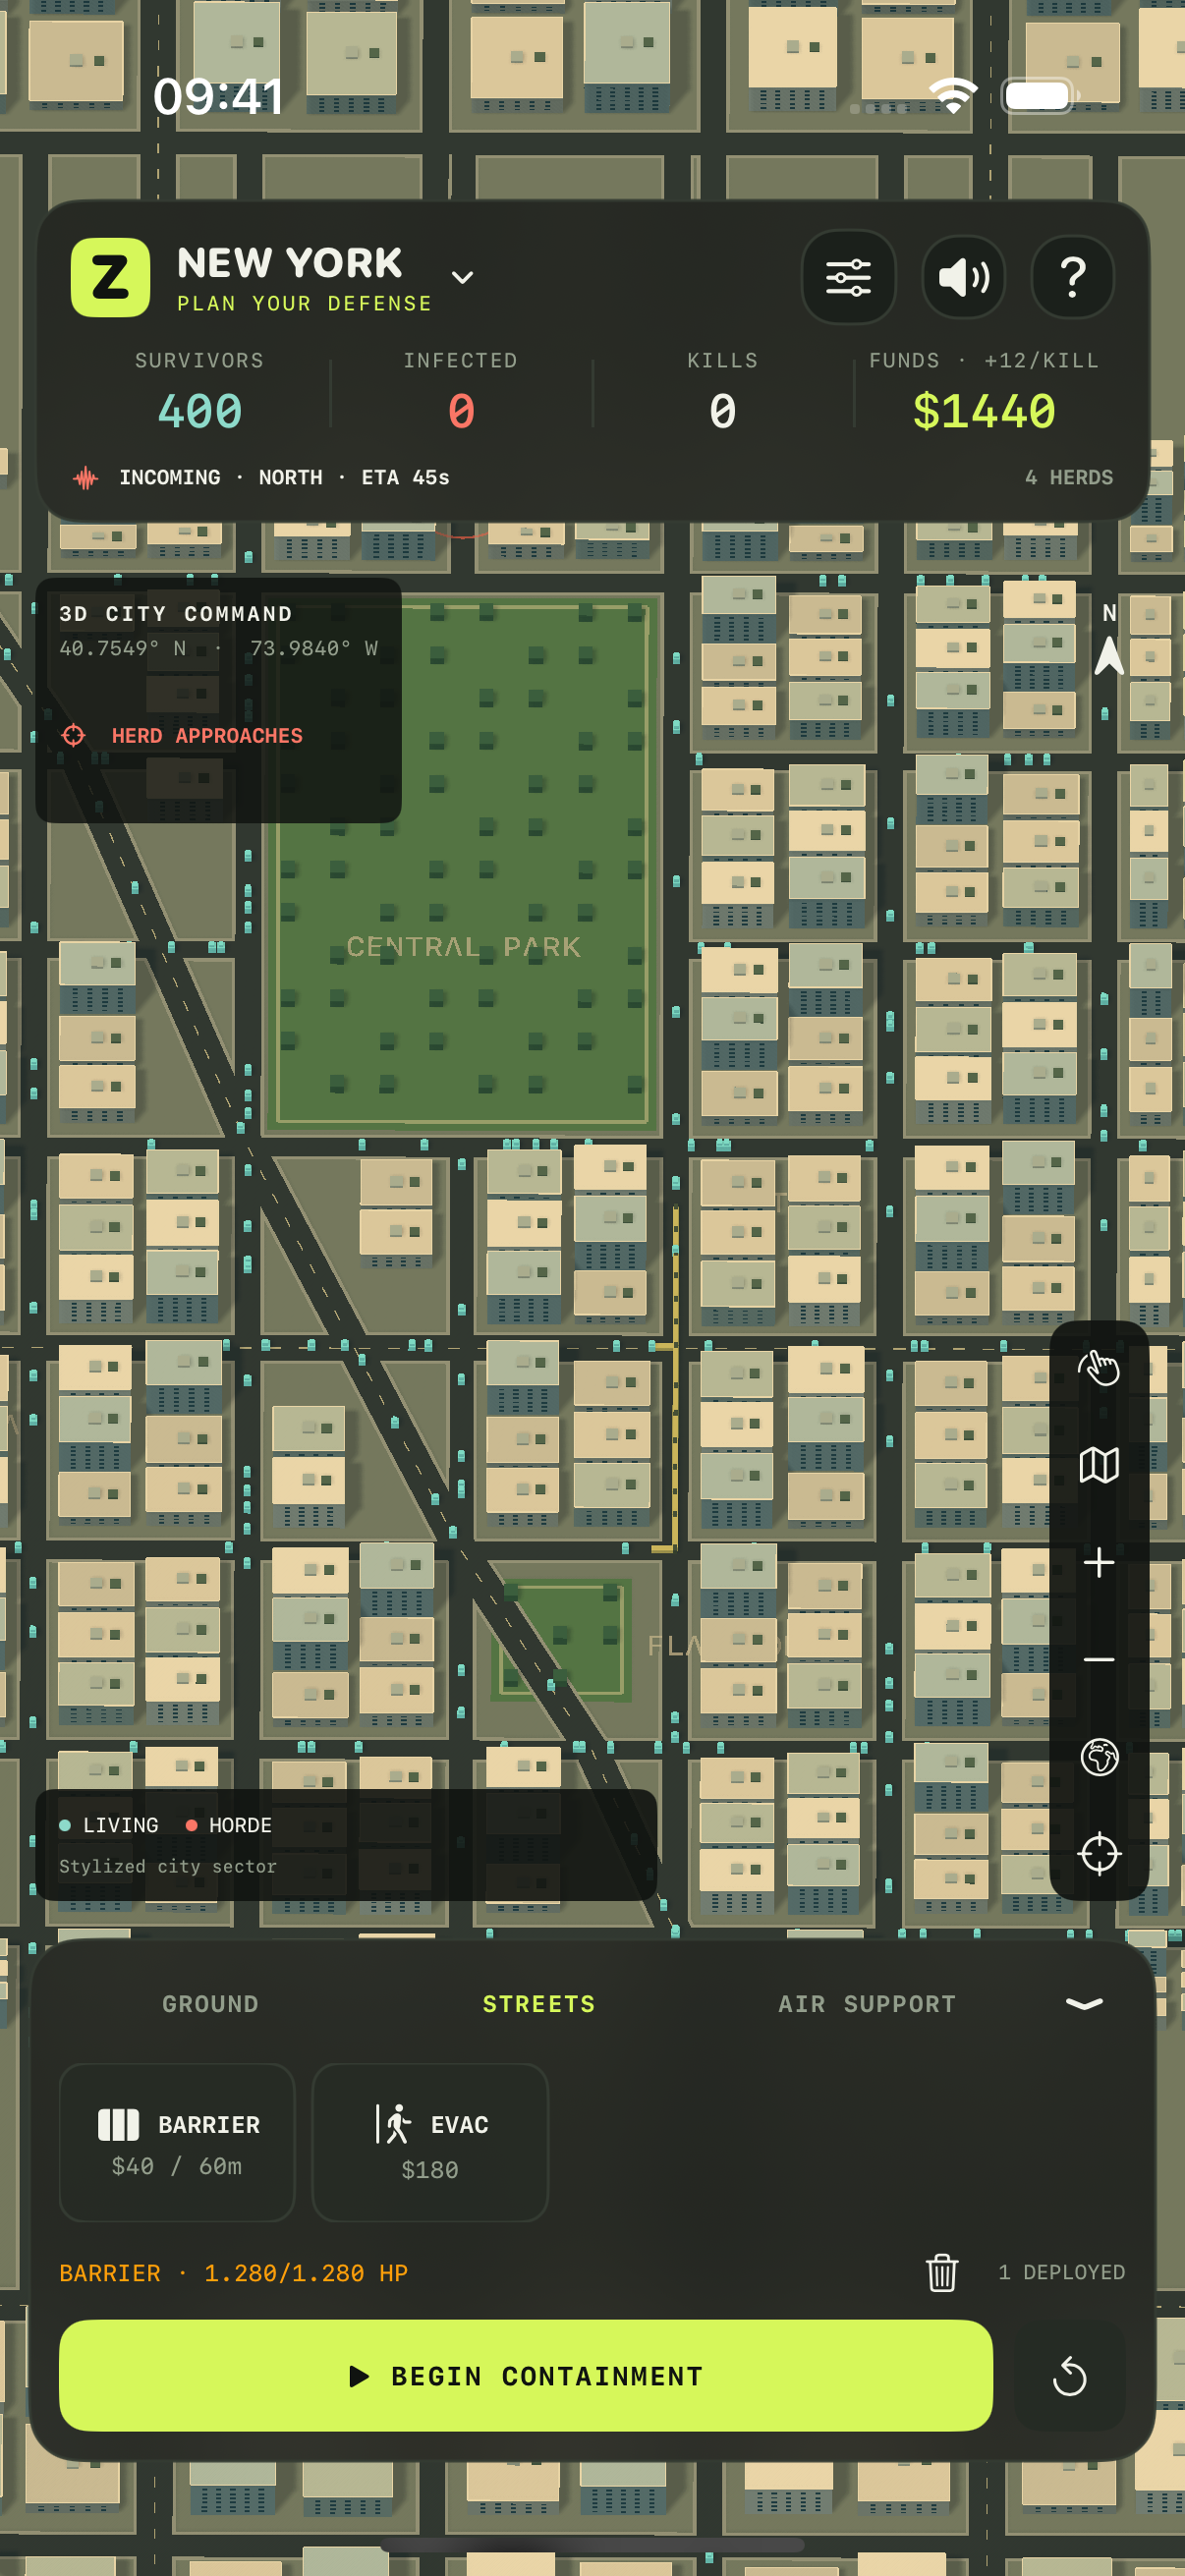 09:41
Z
NEW YORK
PLAN YOUR DEFENSE
?
SURVIVORS
INFECTED
KILLS
FUNDS · +12/KILL
400
0
0
$1440
INCOMING · NORTH · ETA 45s
4 HERDS
3D CITY COMMAND
40.7549° N · 73.9840° W
N
HERD APPROACHES
CENTRAL PARK
LIVING
HORDE
Stylized city sector
GROUND
STREETS
AIR SUPPORT
BARRIER
$40 / 60m
EVAC
$180
BARRIER · 1.280/1.280 HP
1 DEPLOYED
BEGIN CONTAINMENT